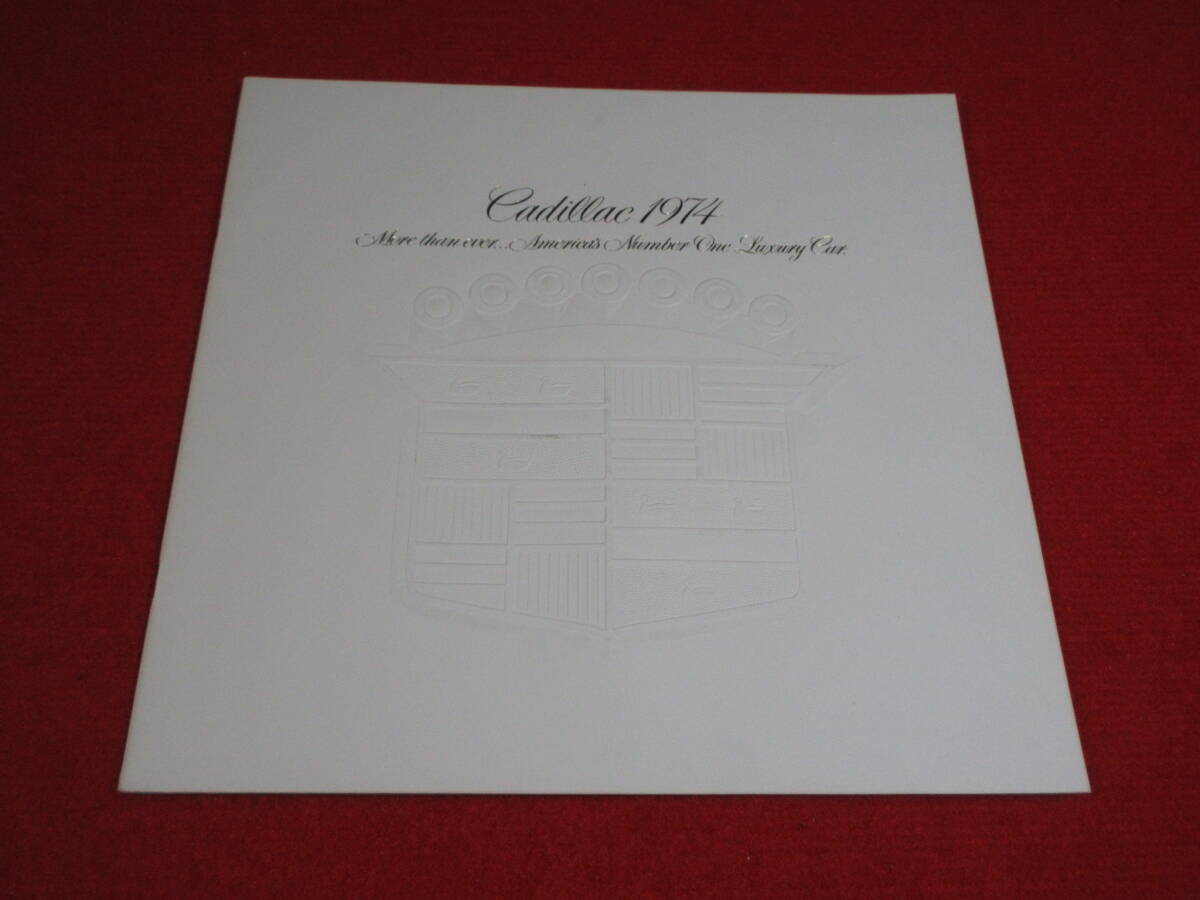 Cadillac 1974
More than ever... America's Number One Luxury Car.